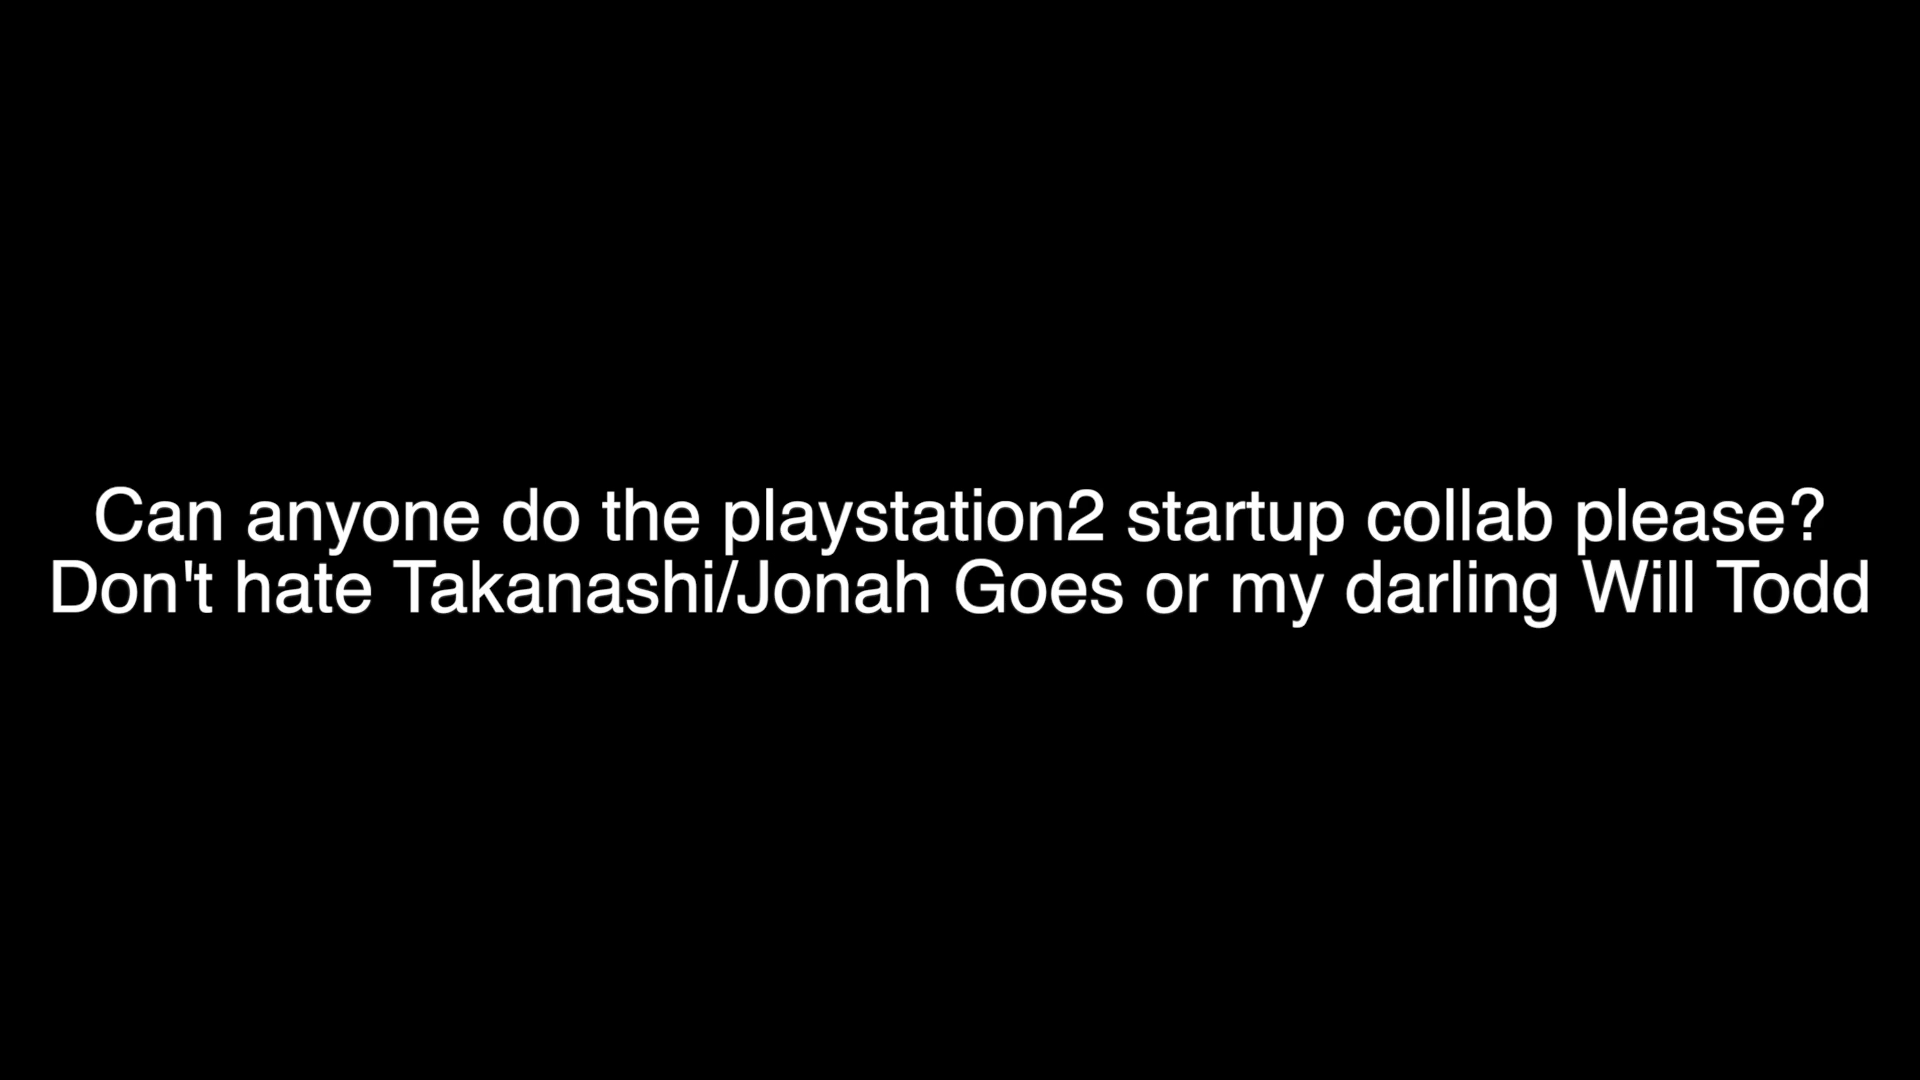 Can anyone do the playstation2 startup collab please?
Don't hate Takanashi/Jonah Goes or my darling Will Todd